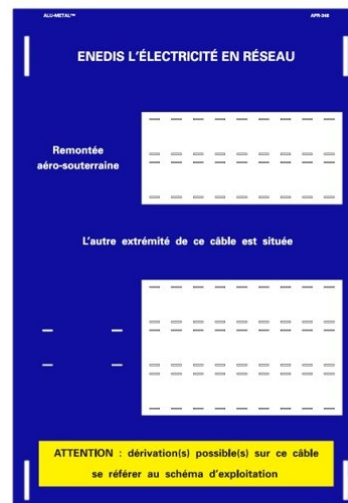 ALU-METAL™ APR-248
ENEDIS L'ÉLECTRICITÉ EN RÉSEAU
Remontée
aéro-souterraine
L'autre extrémité de ce câble est située
ATTENTION : dérivation(s) possible(s) sur ce câble
se référer au schéma d'exploitation